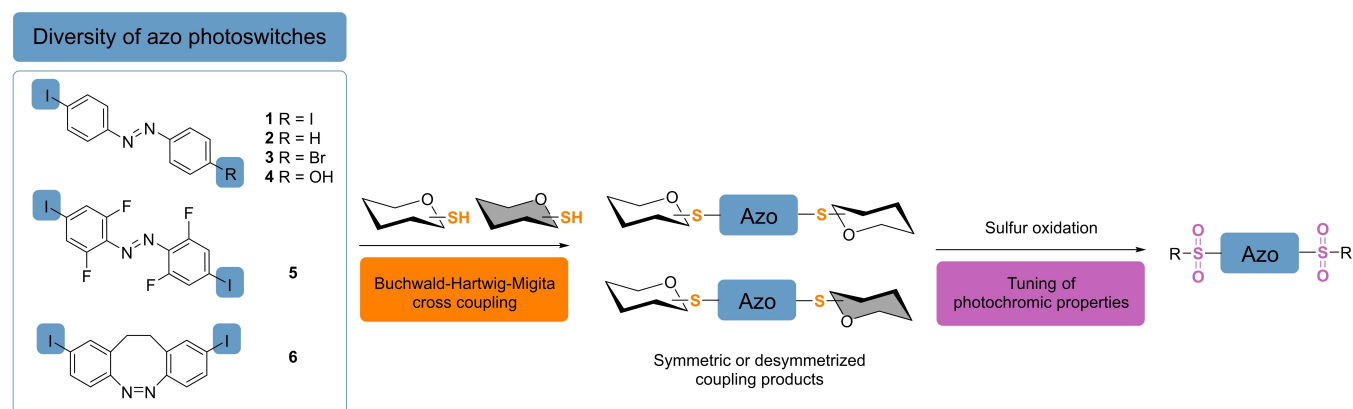 Diversity of azo photoswitches
I
N
N
R
1 R = I
2 R = H
3 R = Br
4 R = OH
I
F
F
N
N
F
F
I
5
I
I
N=N
6
O
SH
O
SH
Buchwald-Hartwig-Migita
cross coupling
O
S
Azo
S
O
O
S
Azo
S
O
Symmetric or desymmetrized
coupling products
Sulfur oxidation
Tuning of
photochromic properties
O
O
R
S
Azo
S
R
O
O